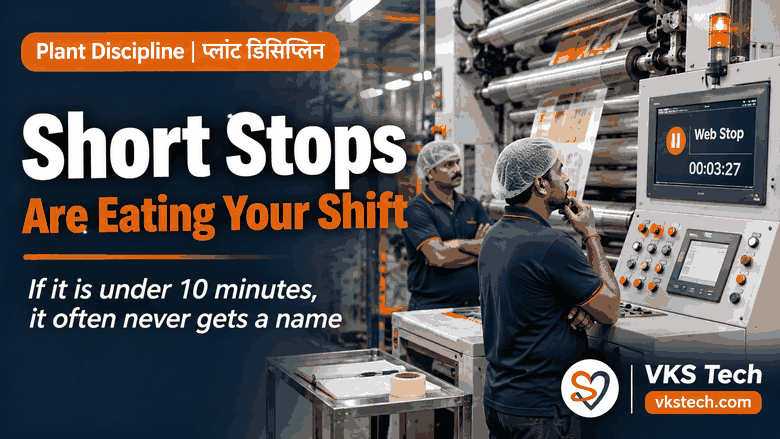 Plant Discipline | प्लांट डिसिप्लिन
Short Stops
Are Eating Your Shift
If it is under 10 minutes,
it often never gets a name
Web Stop
00:03:27
VKS Tech
vkstech.com